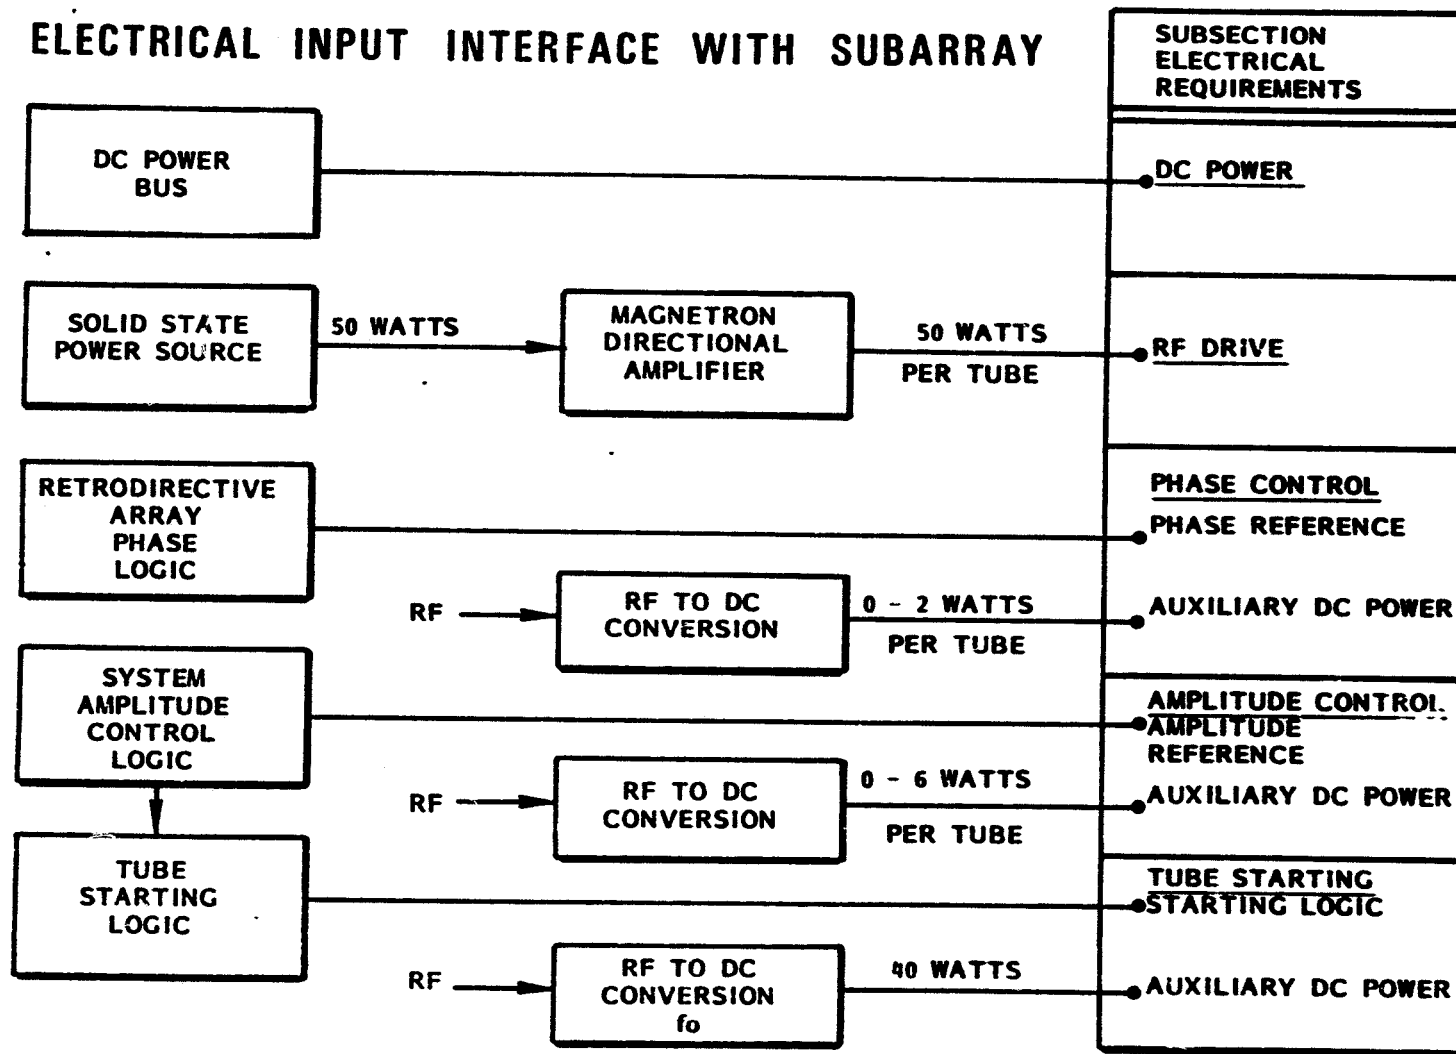 ELECTRICAL INPUT INTERFACE WITH SUBARRAY
SUBSECTION
ELECTRICAL
REQUIREMENTS
DC POWER
BUS
DC POWER
SOLID STATE
POWER SOURCE
50 WATTS
MAGNETRON
DIRECTIONAL
AMPLIFIER
50 WATTS
PER TUBE
RF DRIVE
RETRODIRECTIVE
ARRAY
PHASE
LOGIC
PHASE CONTROL
PHASE REFERENCE
RF
RF TO DC
CONVERSION
0 - 2 WATTS
PER TUBE
AUXILIARY DC POWER
SYSTEM
AMPLITUDE
CONTROL
LOGIC
AMPLITUDE CONTROL
AMPLITUDE
REFERENCE
RF
RF TO DC
CONVERSION
0 - 6 WATTS
PER TUBE
AUXILIARY DC POWER
TUBE
STARTING
LOGIC
TUBE STARTING
STARTING LOGIC
RF
RF TO DC
CONVERSION
fo
40 WATTS
AUXILIARY DC POWER